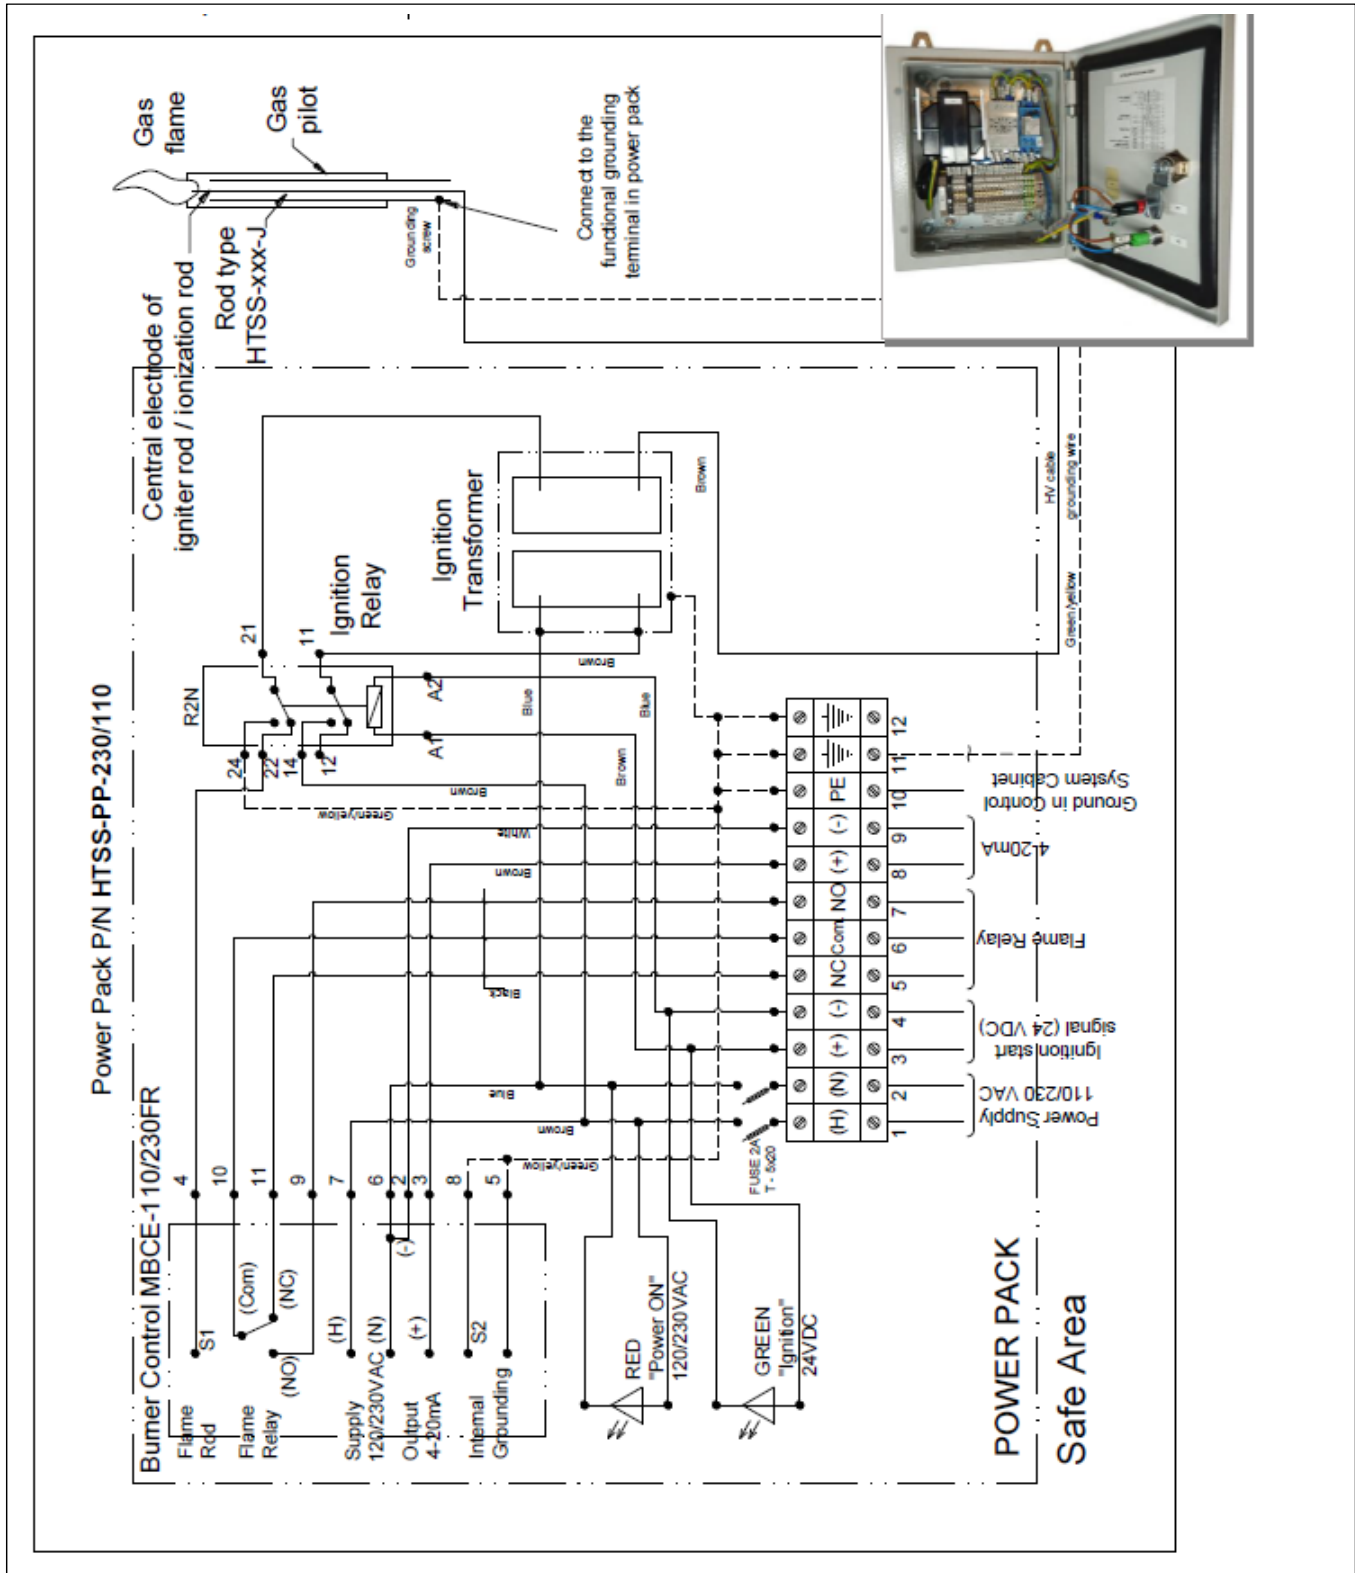 Power Pack P/N HTSS-PP-230/110
Gas
flame
Gas
pilot
Connect to the
functional grounding
terminal in power pack
Grounding
screw
Rod type
HTSS-xxx-J
Central electrode of
igniter rod / ionization rod
Ignition
Transformer
Ignition
Relay
R2N
21
11
24
22
14
12
A1
A2
Brown
HV cable
Green/yellow
grounding wire
Brown
Blue
Blue
Brown
Brown
Green/yellow
White
Brown
Black
Blue
Brown
Green/yellow
FUSE 2A
T - 5x20
Burner Control MBCE-110/230FR
4
10
11
9
7
6
2
3
8
5
S1
(Com)
(NC)
(NO)
(H)
(N)
(-)
(+)
S2
Flame
Rod
Flame
Relay
Supply
120/230VAC
Output
4-20mA
Internal
Grounding
RED
"Power ON"
120/230VAC
GREEN
"Ignition"
24VDC
(H)
(N)
(+)
(-)
NC
Com.
NO
(+)
(-)
PE
1
2
3
4
5
6
7
8
9
10
11
12
Power Supply
110/230 VAC
Ignition start
signal (24 VDC)
Flame Relay
4-20mA
Ground in Control
System Cabinet
POWER PACK
Safe Area